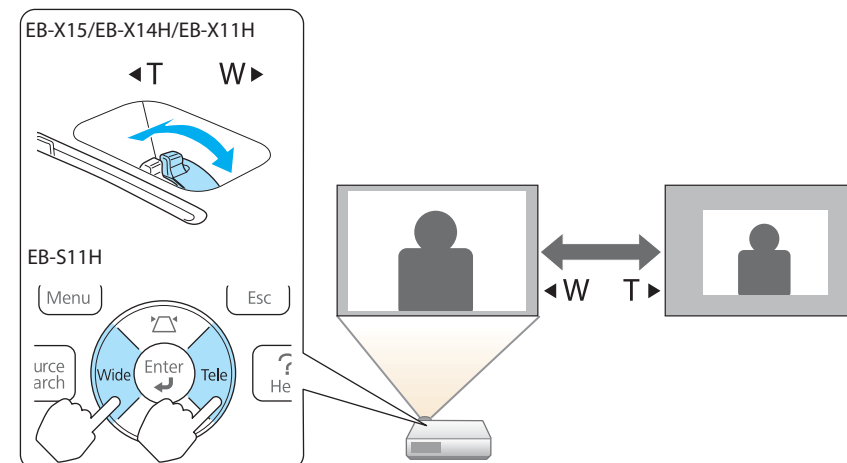 EB-X15/EB-X14H/EB-X11H
◀T W▶
EB-S11H
Menu
Esc
urce
arch
Wide
Enter
Tele
?
He
◀W T▶